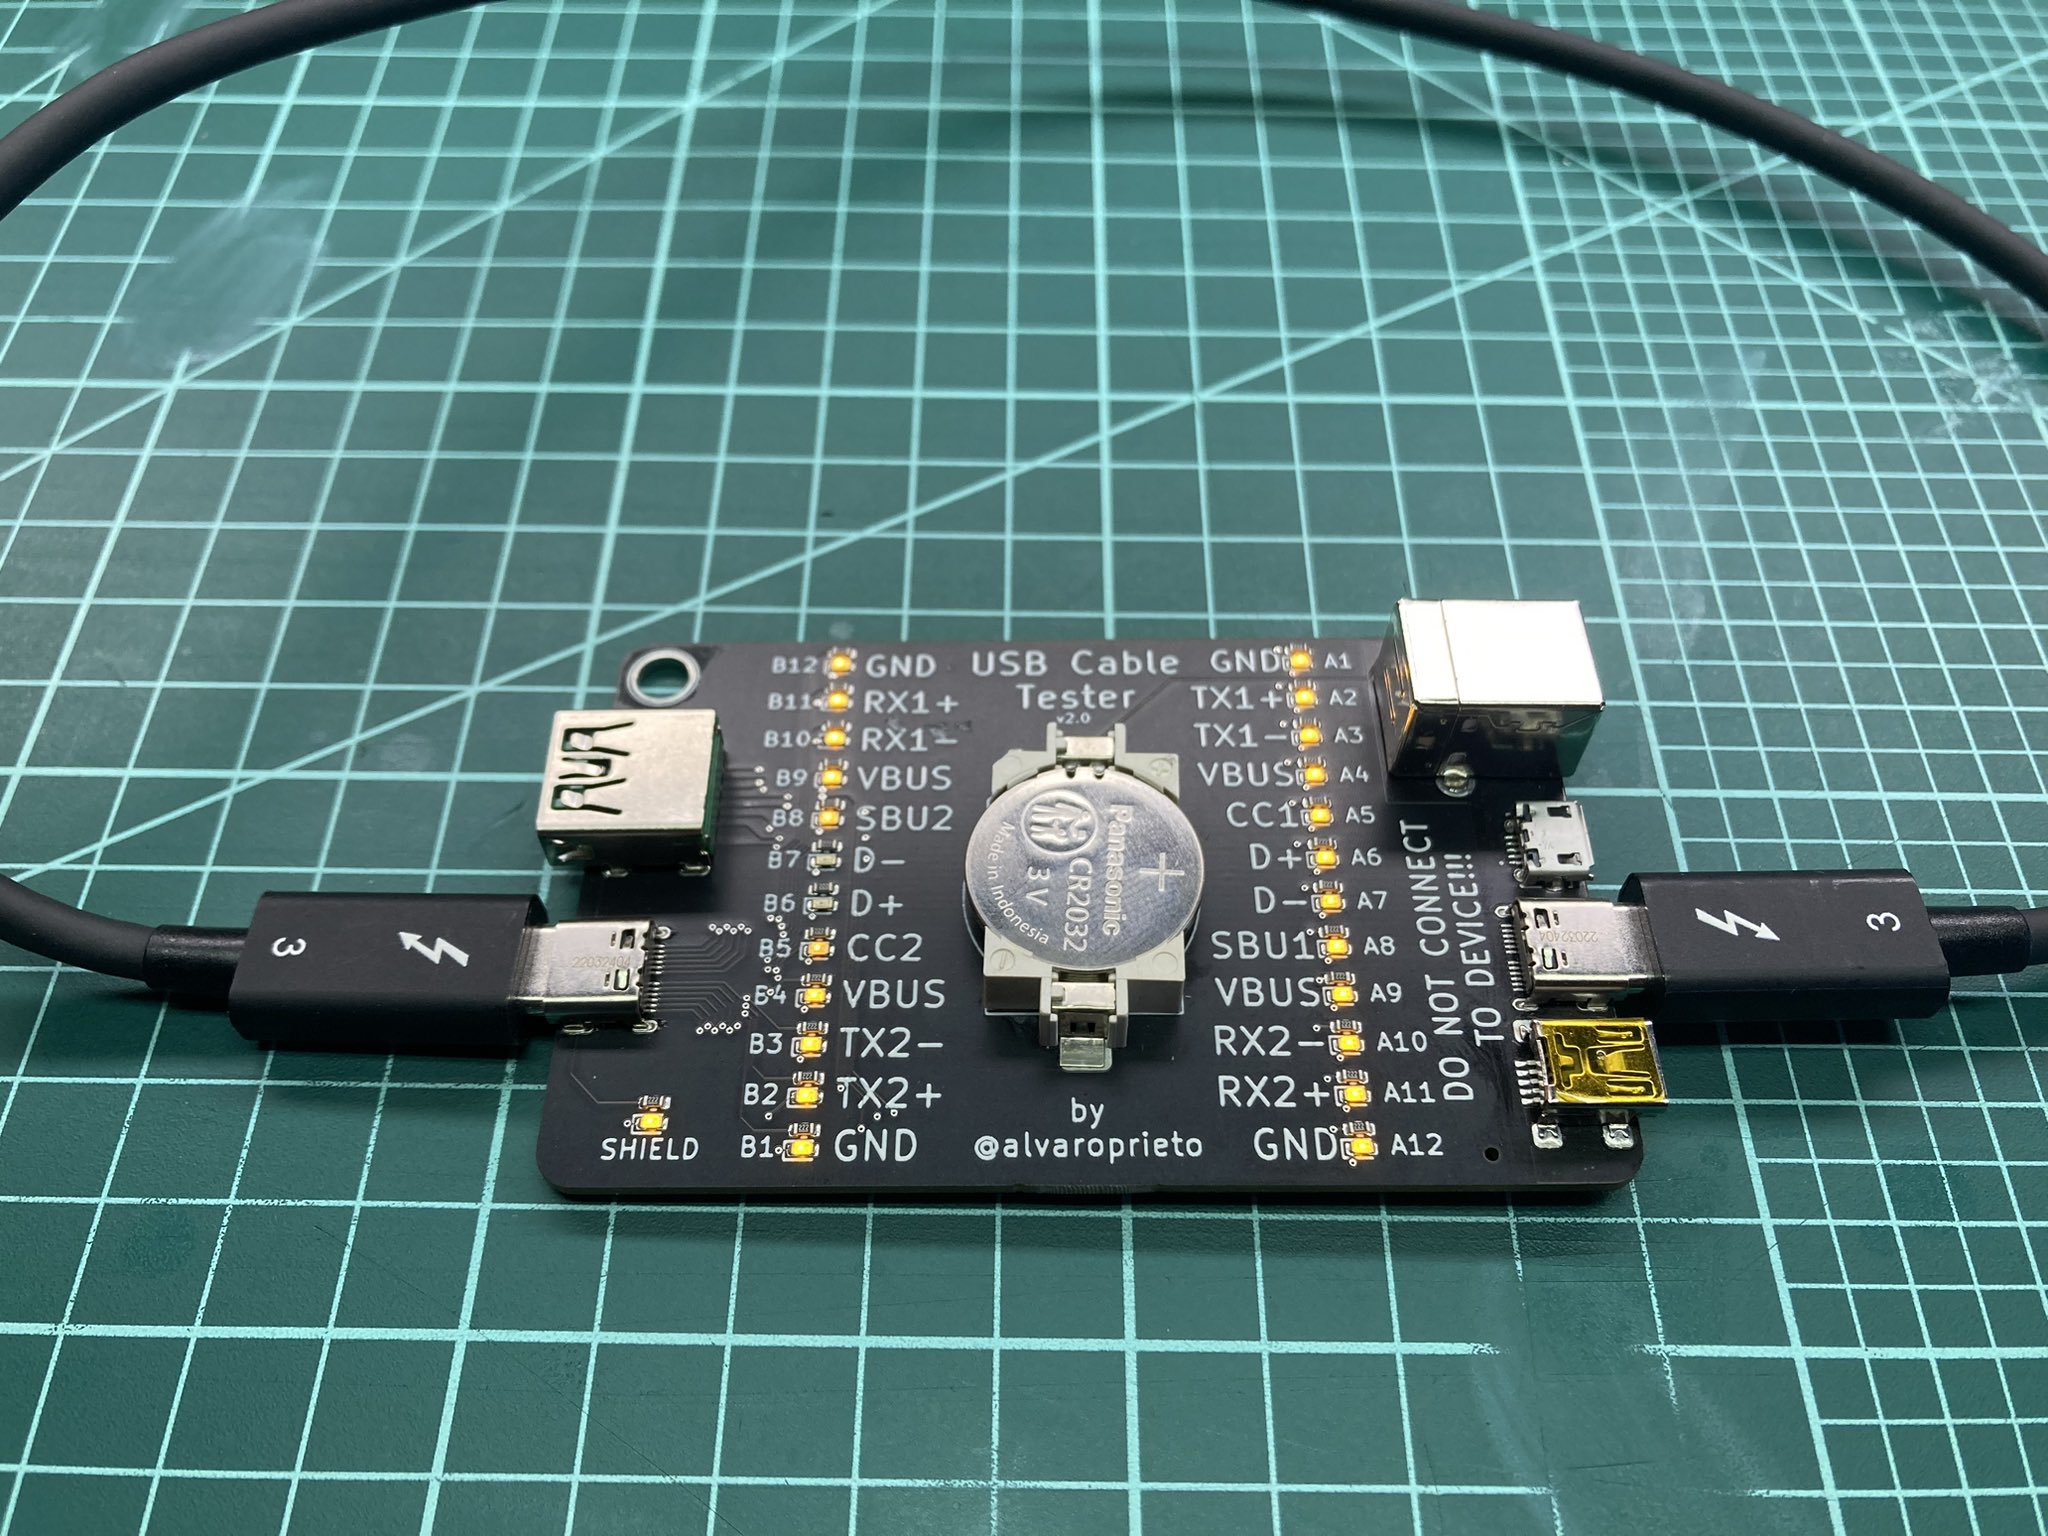 USB Cable
Tester
v2.0
B12 GND
B11 RX1+
B10 RX1-
B9 VBUS
B8 SBU2
B7 D-
B6 D+
B5 CC2
B4 VBUS
B3 TX2-
B2 TX2+
B1 GND
SHIELD
GND A1
TX1+ A2
TX1- A3
VBUS A4
CC1 A5
D+ A6
D- A7
SBU1 A8
VBUS A9
RX2- A10
RX2+ A11
GND A12
Panasonic
CR2032
3V
Made in Indonesia
+
by
@alvaroprieto
DO NOT CONNECT
TO DEVICE!!!
3
22032404
22032404
3